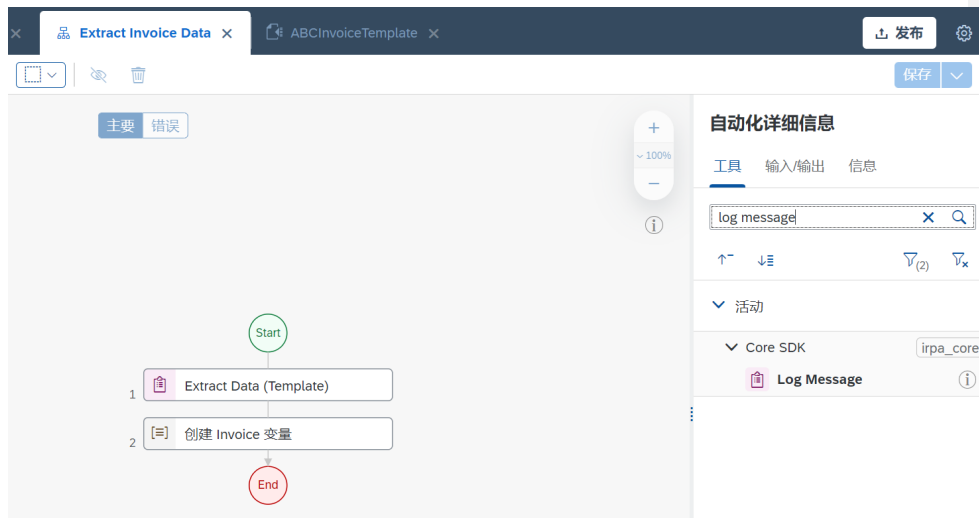 Extract Invoice Data
ABCInvoiceTemplate
发布
保存
主要 错误
100%
自动化详细信息
工具 输入/输出 信息
log message
(2)
活动
Core SDK irpa_core
Log Message
Start
1 Extract Data (Template)
2 创建 Invoice 变量
End